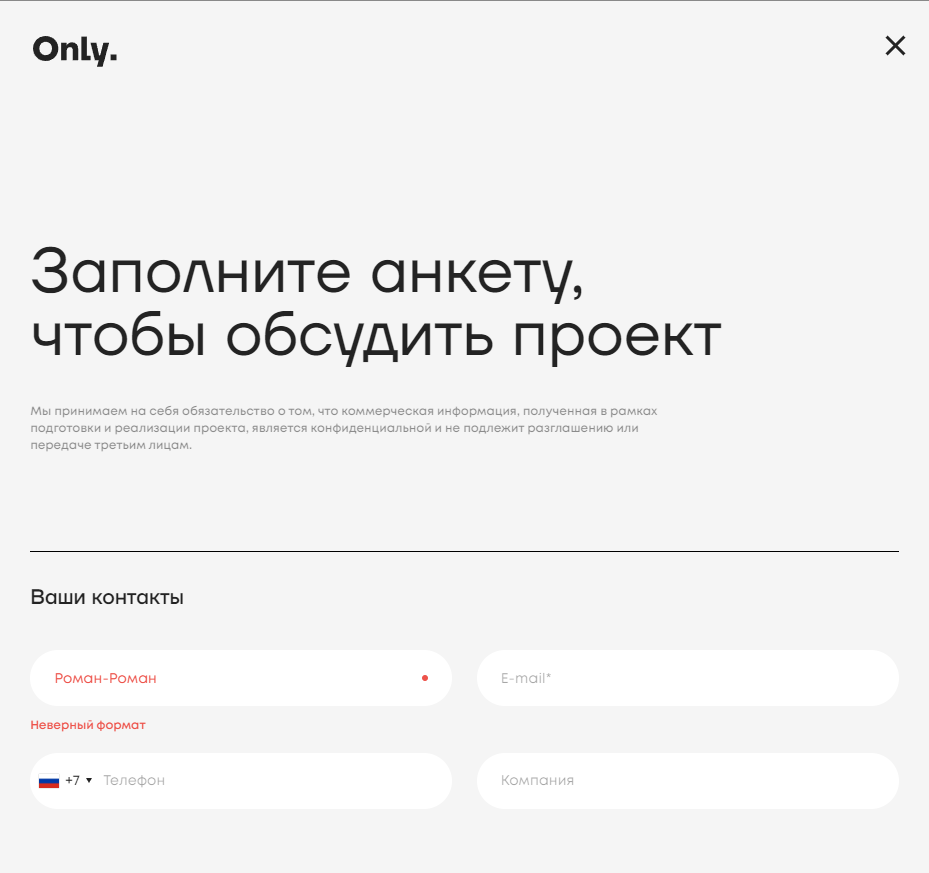 Only.
Заполните анкету,
чтобы обсудить проект
Мы принимаем на себя обязательство о том, что коммерческая информация, полученная в рамках
подготовки и реализации проекта, является конфиденциальной и не подлежит разглашению или
передаче третьим лицам.
Ваши контакты
Роман-Роман
E-mail*
Неверный формат
+7 Телефон
Компания